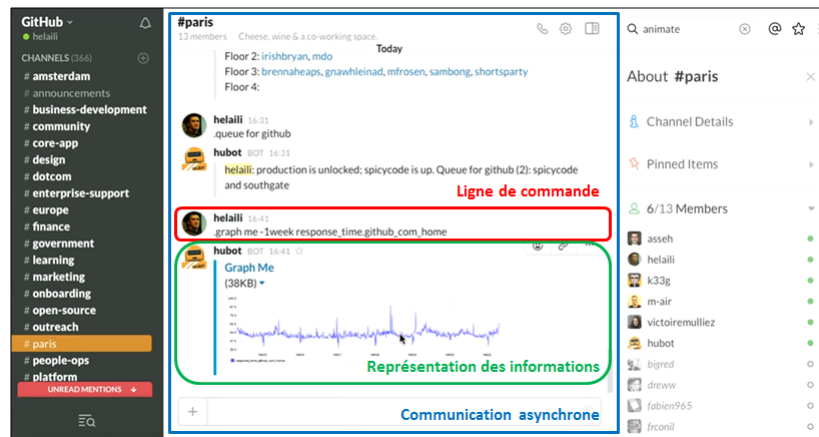 GitHub
helaili
CHANNELS (366)
# amsterdam
# announcements
# business-development
# community
# core-app
# design
# dotcom
# enterprise-support
# europe
# finance
# government
# learning
# marketing
# onboarding
# open-source
# outreach
# paris
# people-ops
# platform
UNREAD MENTIONS
#paris
13 members Cheese, wine & a co-working space.
Today
Floor 2: irishbryan, mdo
Floor 3: brennaheaps, gnawhleinad, mfrosen, sambong, shortsparty
Floor 4:
helaili 16:31
.queue for github
hubot BOT 16:31
helaili: production is unlocked; spicycode is up. Queue for github (2): spicycode
and southgate
Ligne de commande
helaili 16:41
.graph me -1week response_time.github_com_home
hubot BOT 16:41
Graph Me
(38KB)
response_time.github_com_home
Représentation des informations
Communication asynchrone
animate
About #paris
Channel Details
Pinned Items
6/13 Members
asseh
helaili
k33g
m-air
victoiremulliez
hubot
bigred
dreww
fabien965
frconil